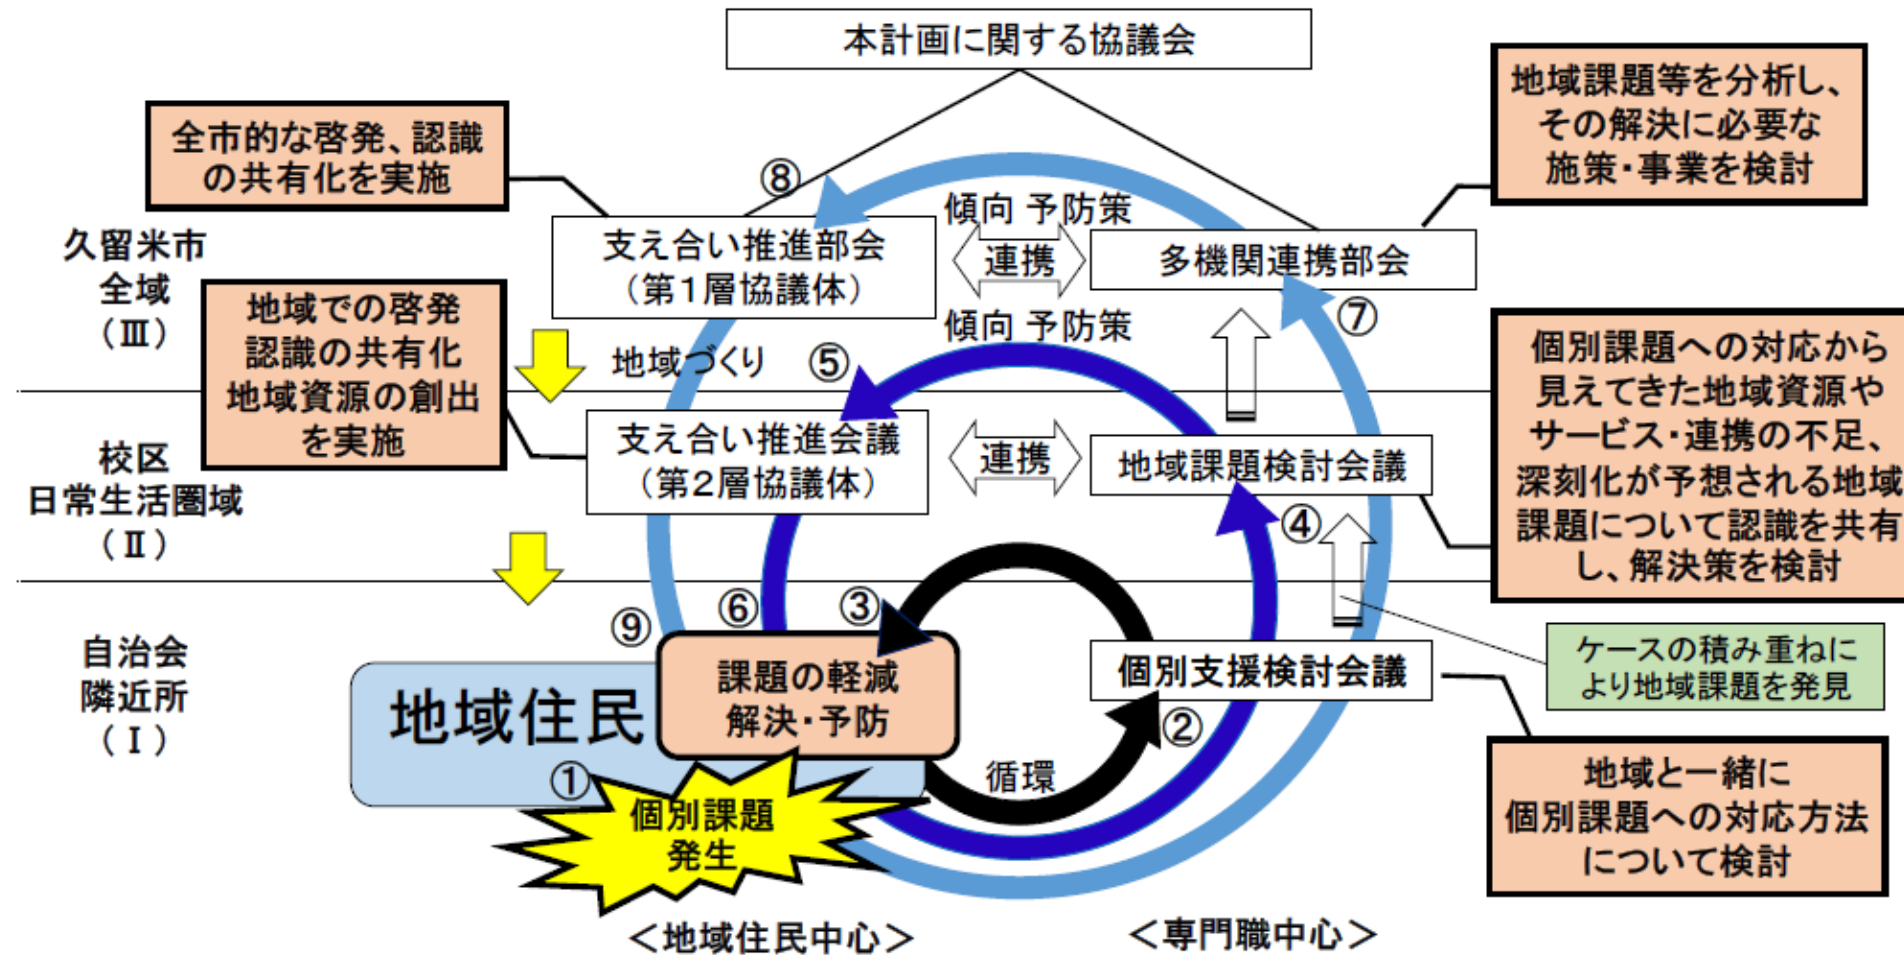 本計画に関する協議会
全市的な啓発、認識
の共有化を実施
地域課題等を分析し、
その解決に必要な
施策・事業を検討
久留米市
全域
（Ⅲ）
⑧
傾向 予防策
支え合い推進部会
（第１層協議体）
連携
多機関連携部会
⑦
地域での啓発
認識の共有化
地域資源の創出
を実施
地域づくり
⑤
傾向 予防策
個別課題への対応から
見えてきた地域資源や
サービス・連携の不足、
深刻化が予想される地域
課題について認識を共有
し、解決策を検討
校区
日常生活圏域
（Ⅱ）
支え合い推進会議
（第２層協議体）
連携
地域課題検討会議
④
自治会
隣近所
（Ⅰ）
⑨
⑥
③
地域住民
課題の軽減
解決・予防
個別支援検討会議
②
ケースの積み重ねに
より地域課題を発見
①
個別課題
発生
循環
地域と一緒に
個別課題への対応方法
について検討
＜地域住民中心＞
＜専門職中心＞